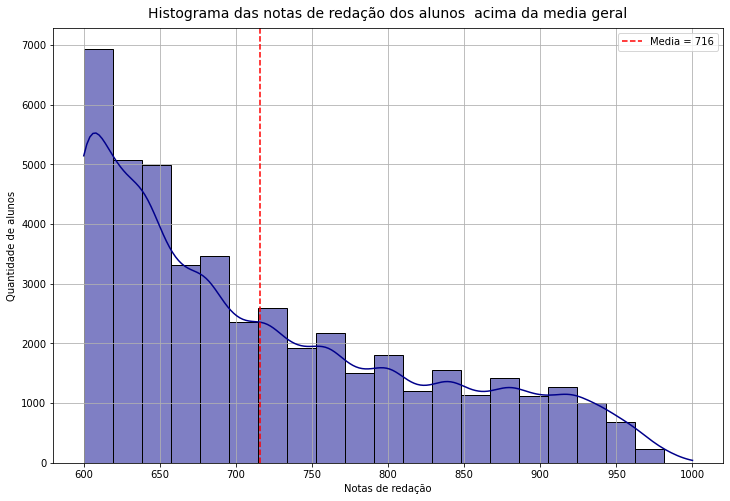 Histograma das notas de redação dos alunos  acima da media geral
Media = 716
7000
6000
5000
4000
3000
2000
1000
0
Quantidade de alunos
600 650 700 750 800 850 900 950 1000
Notas de redação